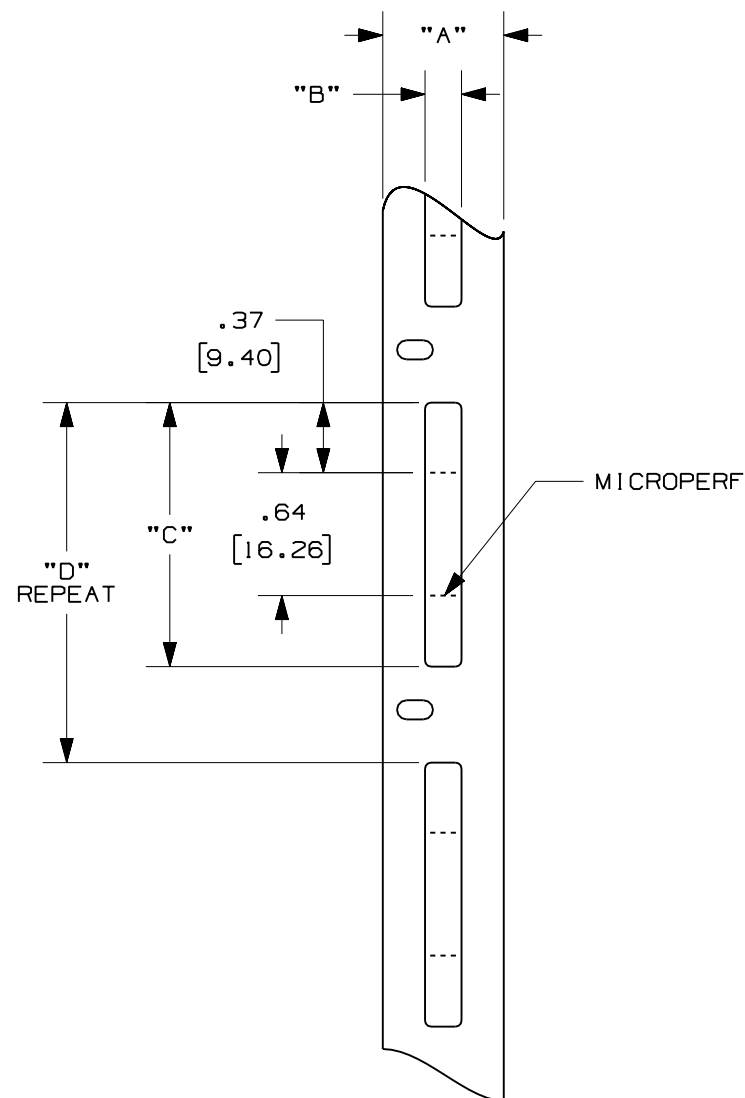 "A"
"B"
.37
[9.40]
MICROPERF
.64
[16.26]
"C"
"D"
REPEAT